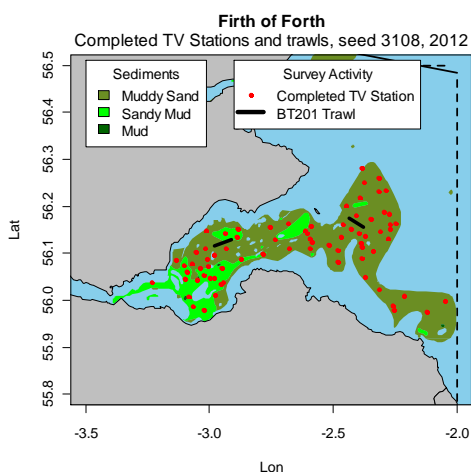 Firth of Forth
Completed TV Stations and trawls, seed 3108, 2012
Sediments
Muddy Sand
Sandy Mud
Mud
Survey Activity
Completed TV Station
BT201 Trawl
56.5
56.4
56.3
56.2
56.1
56.0
55.9
55.8
Lat
-3.5
-3.0
-2.5
-2.0
Lon